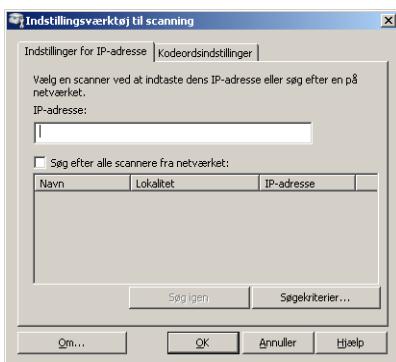 Indstillingsværktøj til scanning
Indstillinger for IP-adresse Kodeordsindstillinger
Vælg en scanner ved at indtaste dens IP-adresse eller søg efter en på
netværket.
IP-adresse:
Søg efter alle scannere fra netværket:
Navn Lokalitet IP-adresse
Søg igen Søgekriterier...
Om... OK Annuller Hjælp